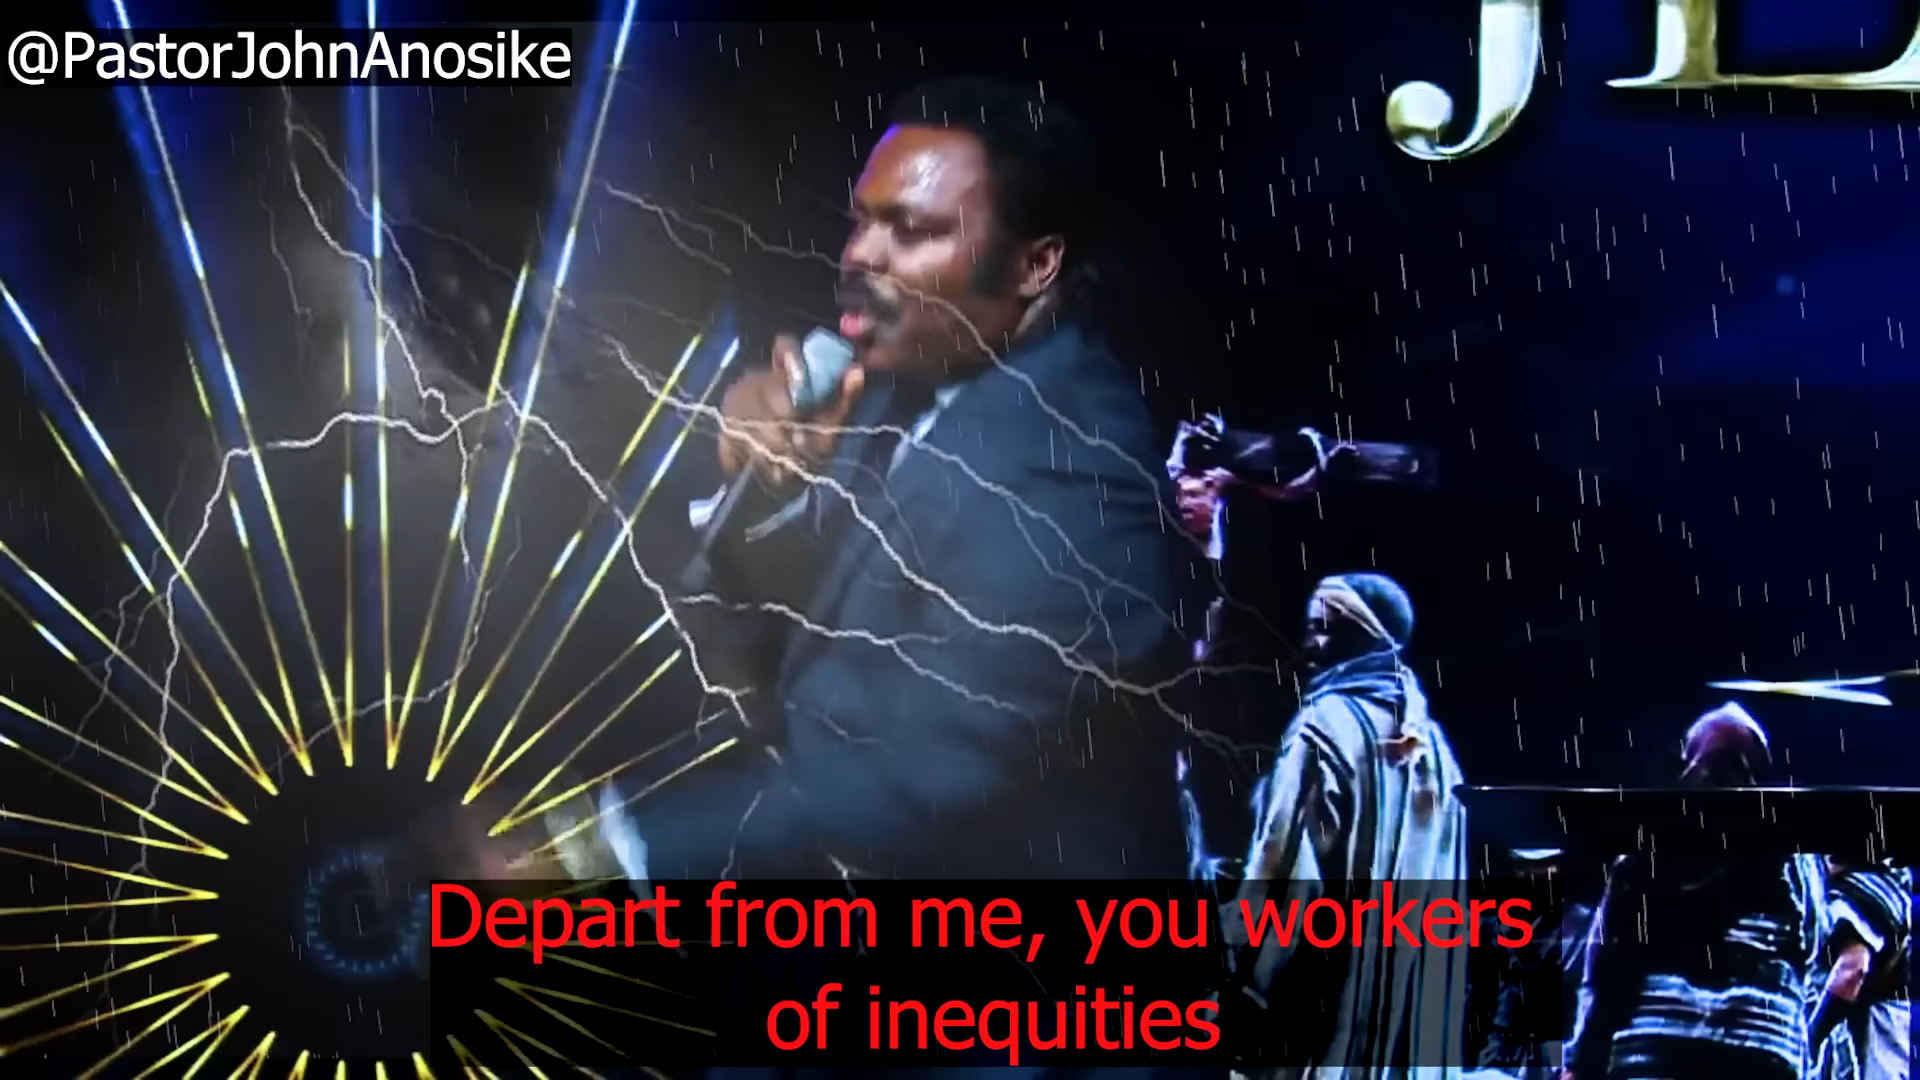 @PastorJohnAnosike
Depart from me, you workers
of inequities